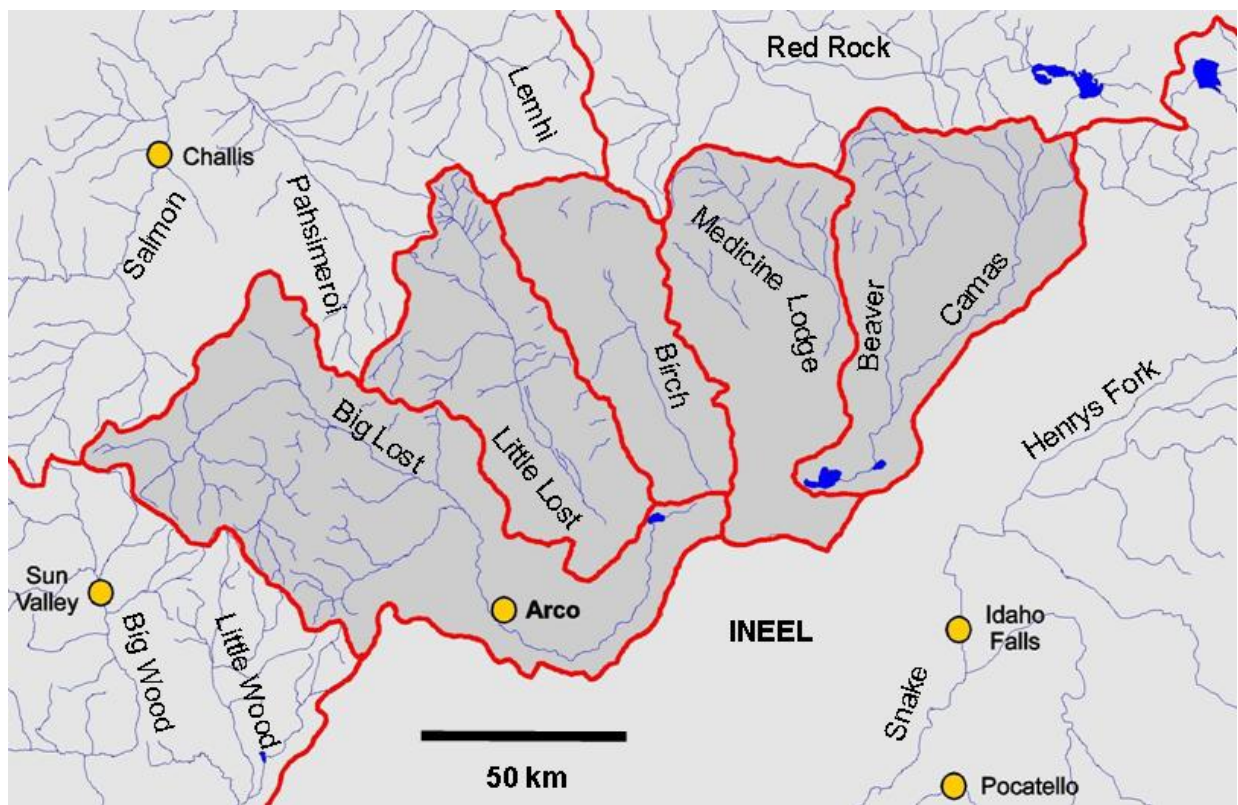 Red Rock
Lemhi
Challis
Pahsimeroi
Salmon
Medicine
Lodge
Beaver
Camas
Birch
Henrys Fork
Big Lost
Little Lost
Sun
Valley
Big Wood
Little Wood
Arco
INEEL
Idaho
Falls
Snake
50 km
Pocatello